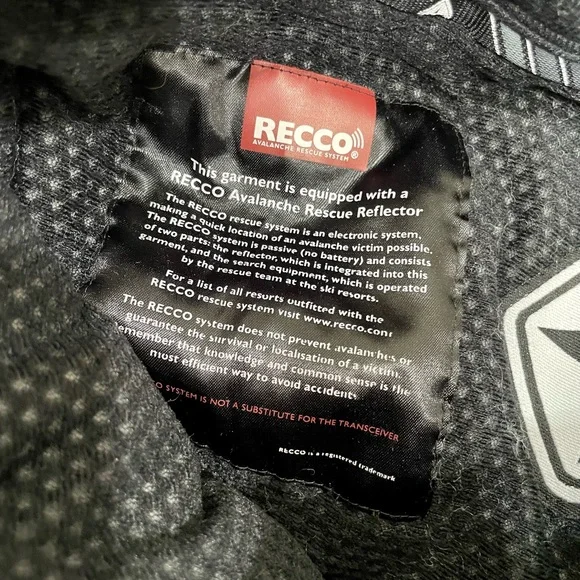 RECCO
AVALANCHE RESCUE SYSTEM ®
This garment is equipped with a
RECCO Avalanche Rescue Reflector
The RECCO rescue system is an electronic system,
making a quick location of an avalanche victim possible.
The RECCO system is passive (no battery) and consists
of two parts: the reflector, which is integrated into this
garment, and the search equipment, which is operated
by the rescue team at the ski resorts.
For a list of all resorts outfitted with the
RECCO rescue system visit www.recco.com
The RECCO system does not prevent avalanches or
guarantee the survival or localisation of a victim.
Remember that knowledge and common sense is the
most efficient way to avoid accidents
SYSTEM IS NOT A SUBSTITUTE FOR THE TRANSCEIVER
RECCO is a registered trademark